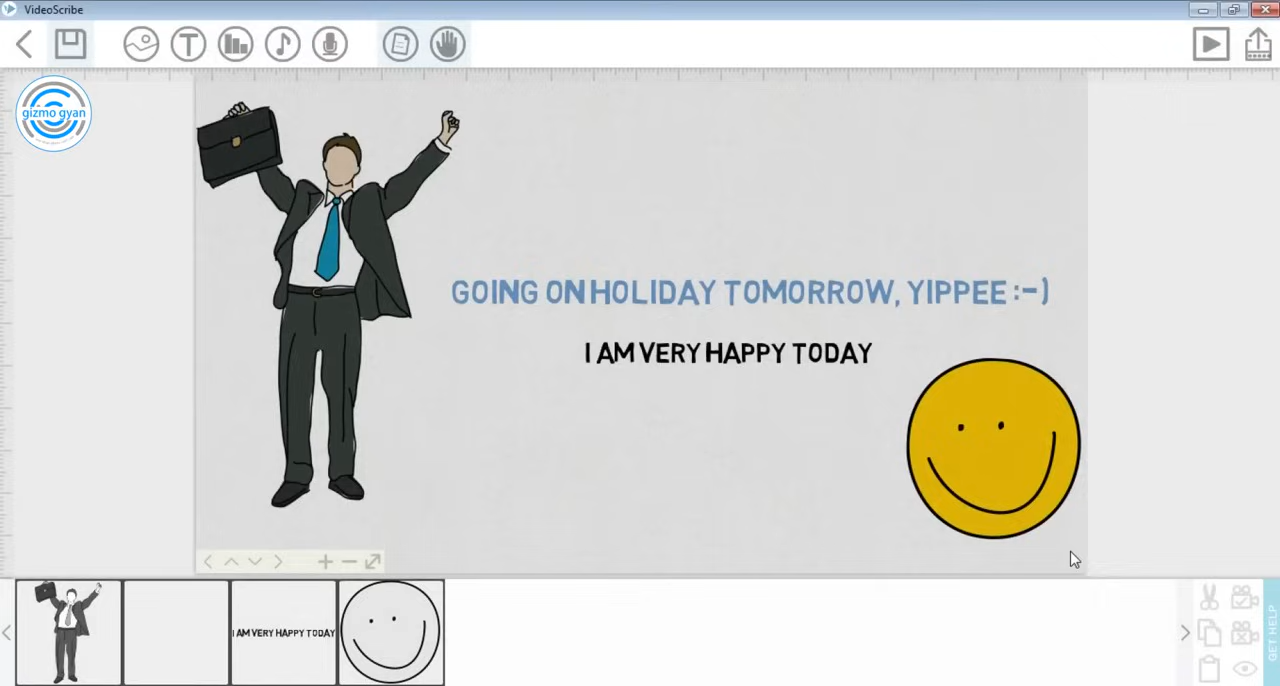 VideoScribe
gizmo gyan
GOING ON HOLIDAY TOMORROW, YIPPEE :-)
I AM VERY HAPPY TODAY
I AM VERY HAPPY TODAY
GET HELP